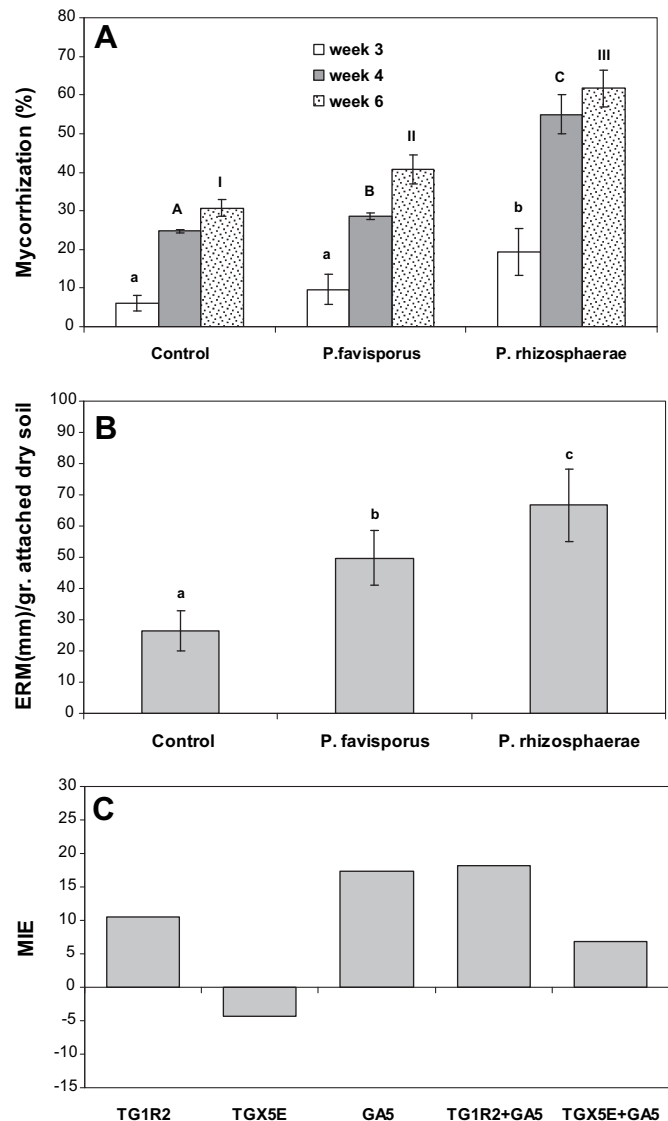 A
80
70
60
50
40
30
20
10
0
Mycorrhization (%)
week 3
week 4
week 6
a
A
I
a
B
II
b
C
III
Control
P.favisporus
P. rhizosphaerae
B
100
90
80
70
60
50
40
30
20
10
0
ERM(mm)/gr. attached dry soil
a
b
c
Control
P. favisporus
P. rhizosphaerae
C
30
25
20
15
10
5
0
-5
-10
-15
MIE
TG1R2
TGX5E
GA5
TG1R2+GA5
TGX5E+GA5